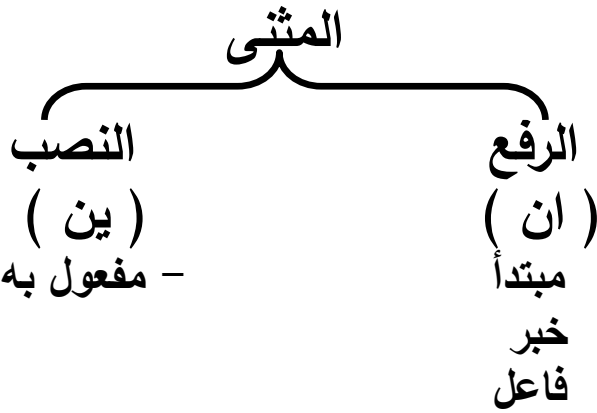 المثنى
الرفع
( ان )
مبتدأ
خبر
فاعل
النصب
( ين )
– مفعول به